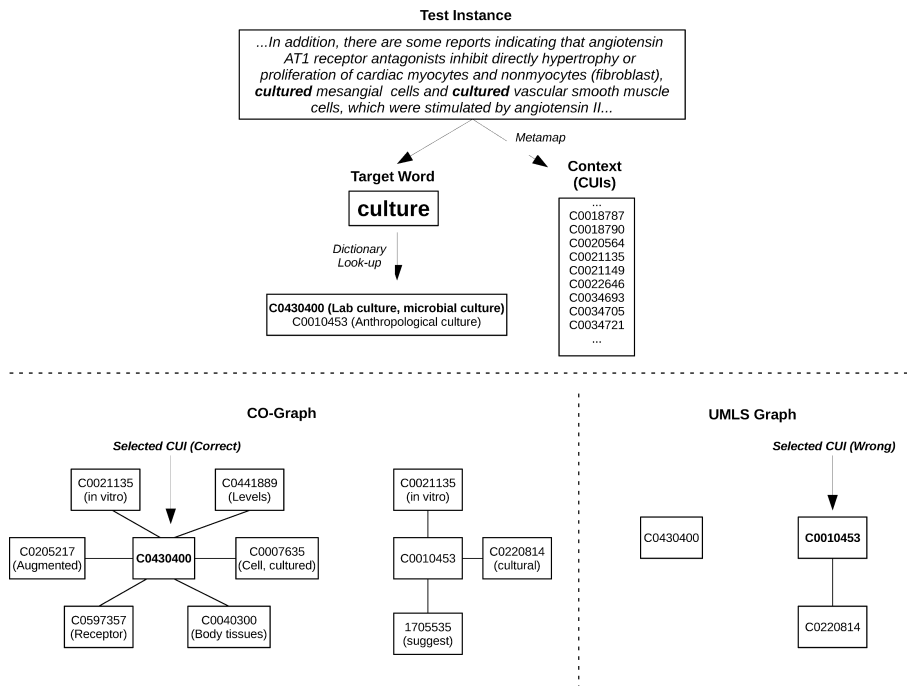 Test Instance
...In addition, there are some reports indicating that angiotensin
AT1 receptor antagonists inhibit directly hypertrophy or
proliferation of cardiac myocytes and nonmyocytes (fibroblast),
cultured mesangial cells and cultured vascular smooth muscle
cells, which were stimulated by angiotensin II...
Metamap
Target Word
culture
Dictionary
Look-up
C0430400 (Lab culture, microbial culture)
C0010453 (Anthropological culture)
Context
(CUIs)
...
C0018787
C0018790
C0020564
C0021135
C0021149
C0022646
C0034693
C0034705
C0034721
...
CO-Graph
Selected CUI (Correct)
C0021135
(in vitro)
C0441889
(Levels)
C0205217
(Augmented)
C0430400
C0007635
(Cell, cultured)
C0597357
(Receptor)
C0040300
(Body tissues)
C0021135
(in vitro)
C0010453
C0220814
(cultural)
1705535
(suggest)
UMLS Graph
Selected CUI (Wrong)
C0430400
C0010453
C0220814